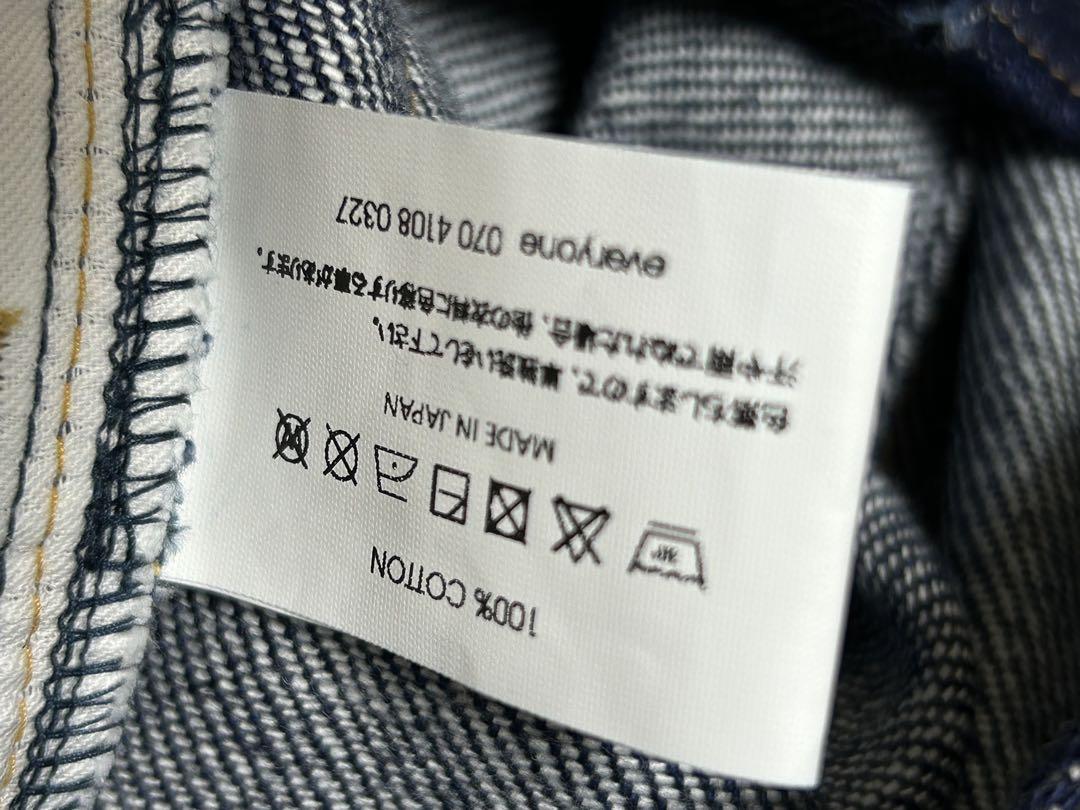 100% COTTON
30°
MADE IN JAPAN
色落ちしますので、単独洗いをして下さい。
汗や雨でぬれた場合、他の衣料に色移りする事があります。
everyone 070 4108 0327